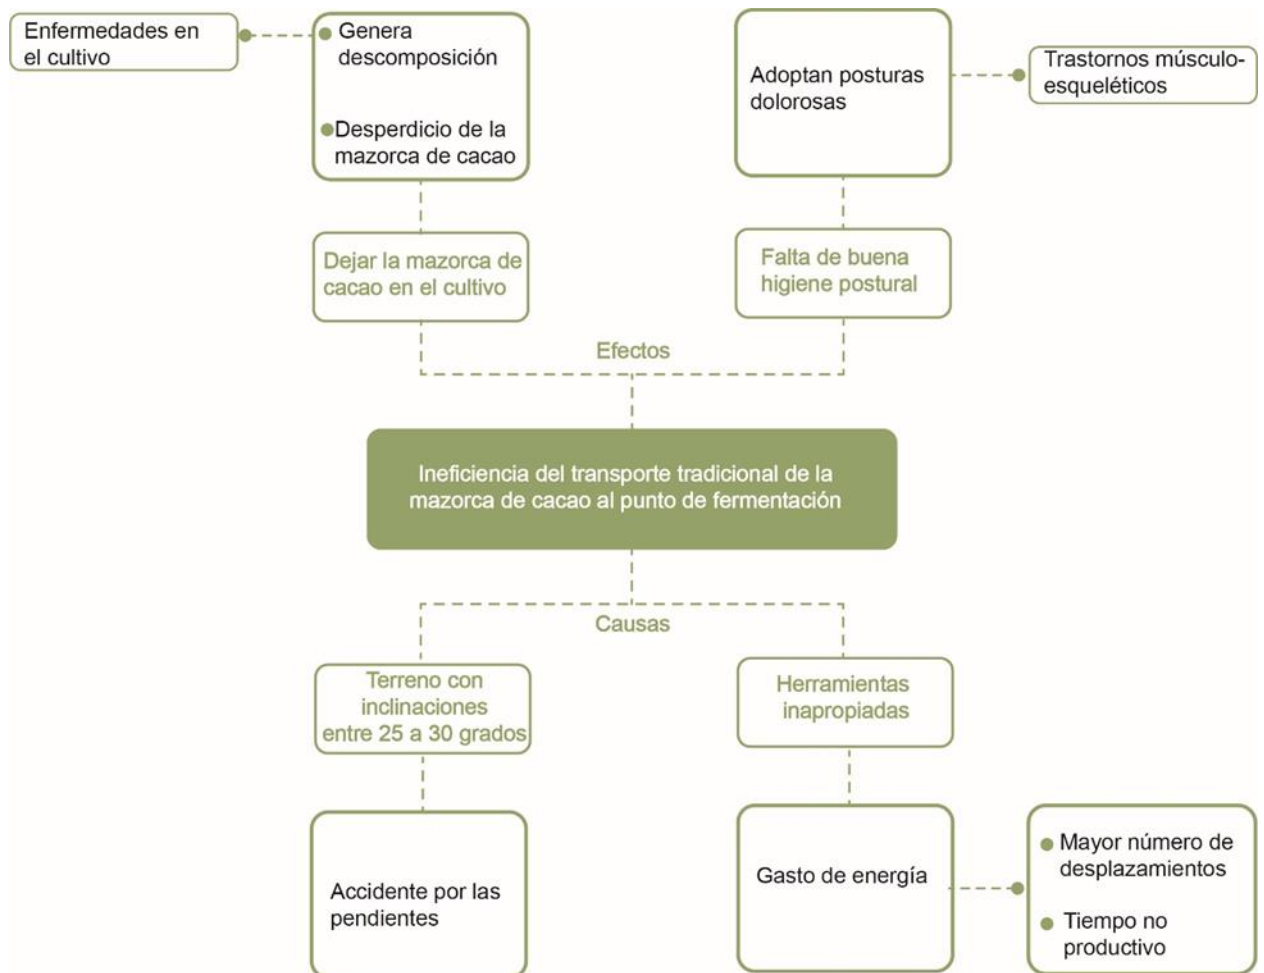 Enfermedades en
el cultivo
Genera
descomposición
Desperdicio de la
mazorca de cacao
Adoptan posturas
dolorosas
Trastornos músculo-
esqueléticos
Dejar la mazorca de
cacao en el cultivo
Falta de buena
higiene postural
Efectos
Ineficiencia del transporte tradicional de la
mazorca de cacao al punto de fermentación
Causas
Terreno con
inclinaciones
entre 25 a 30 grados
Herramientas
inapropiadas
Accidente por las
pendientes
Gasto de energía
Mayor número de
desplazamientos
Tiempo no
productivo